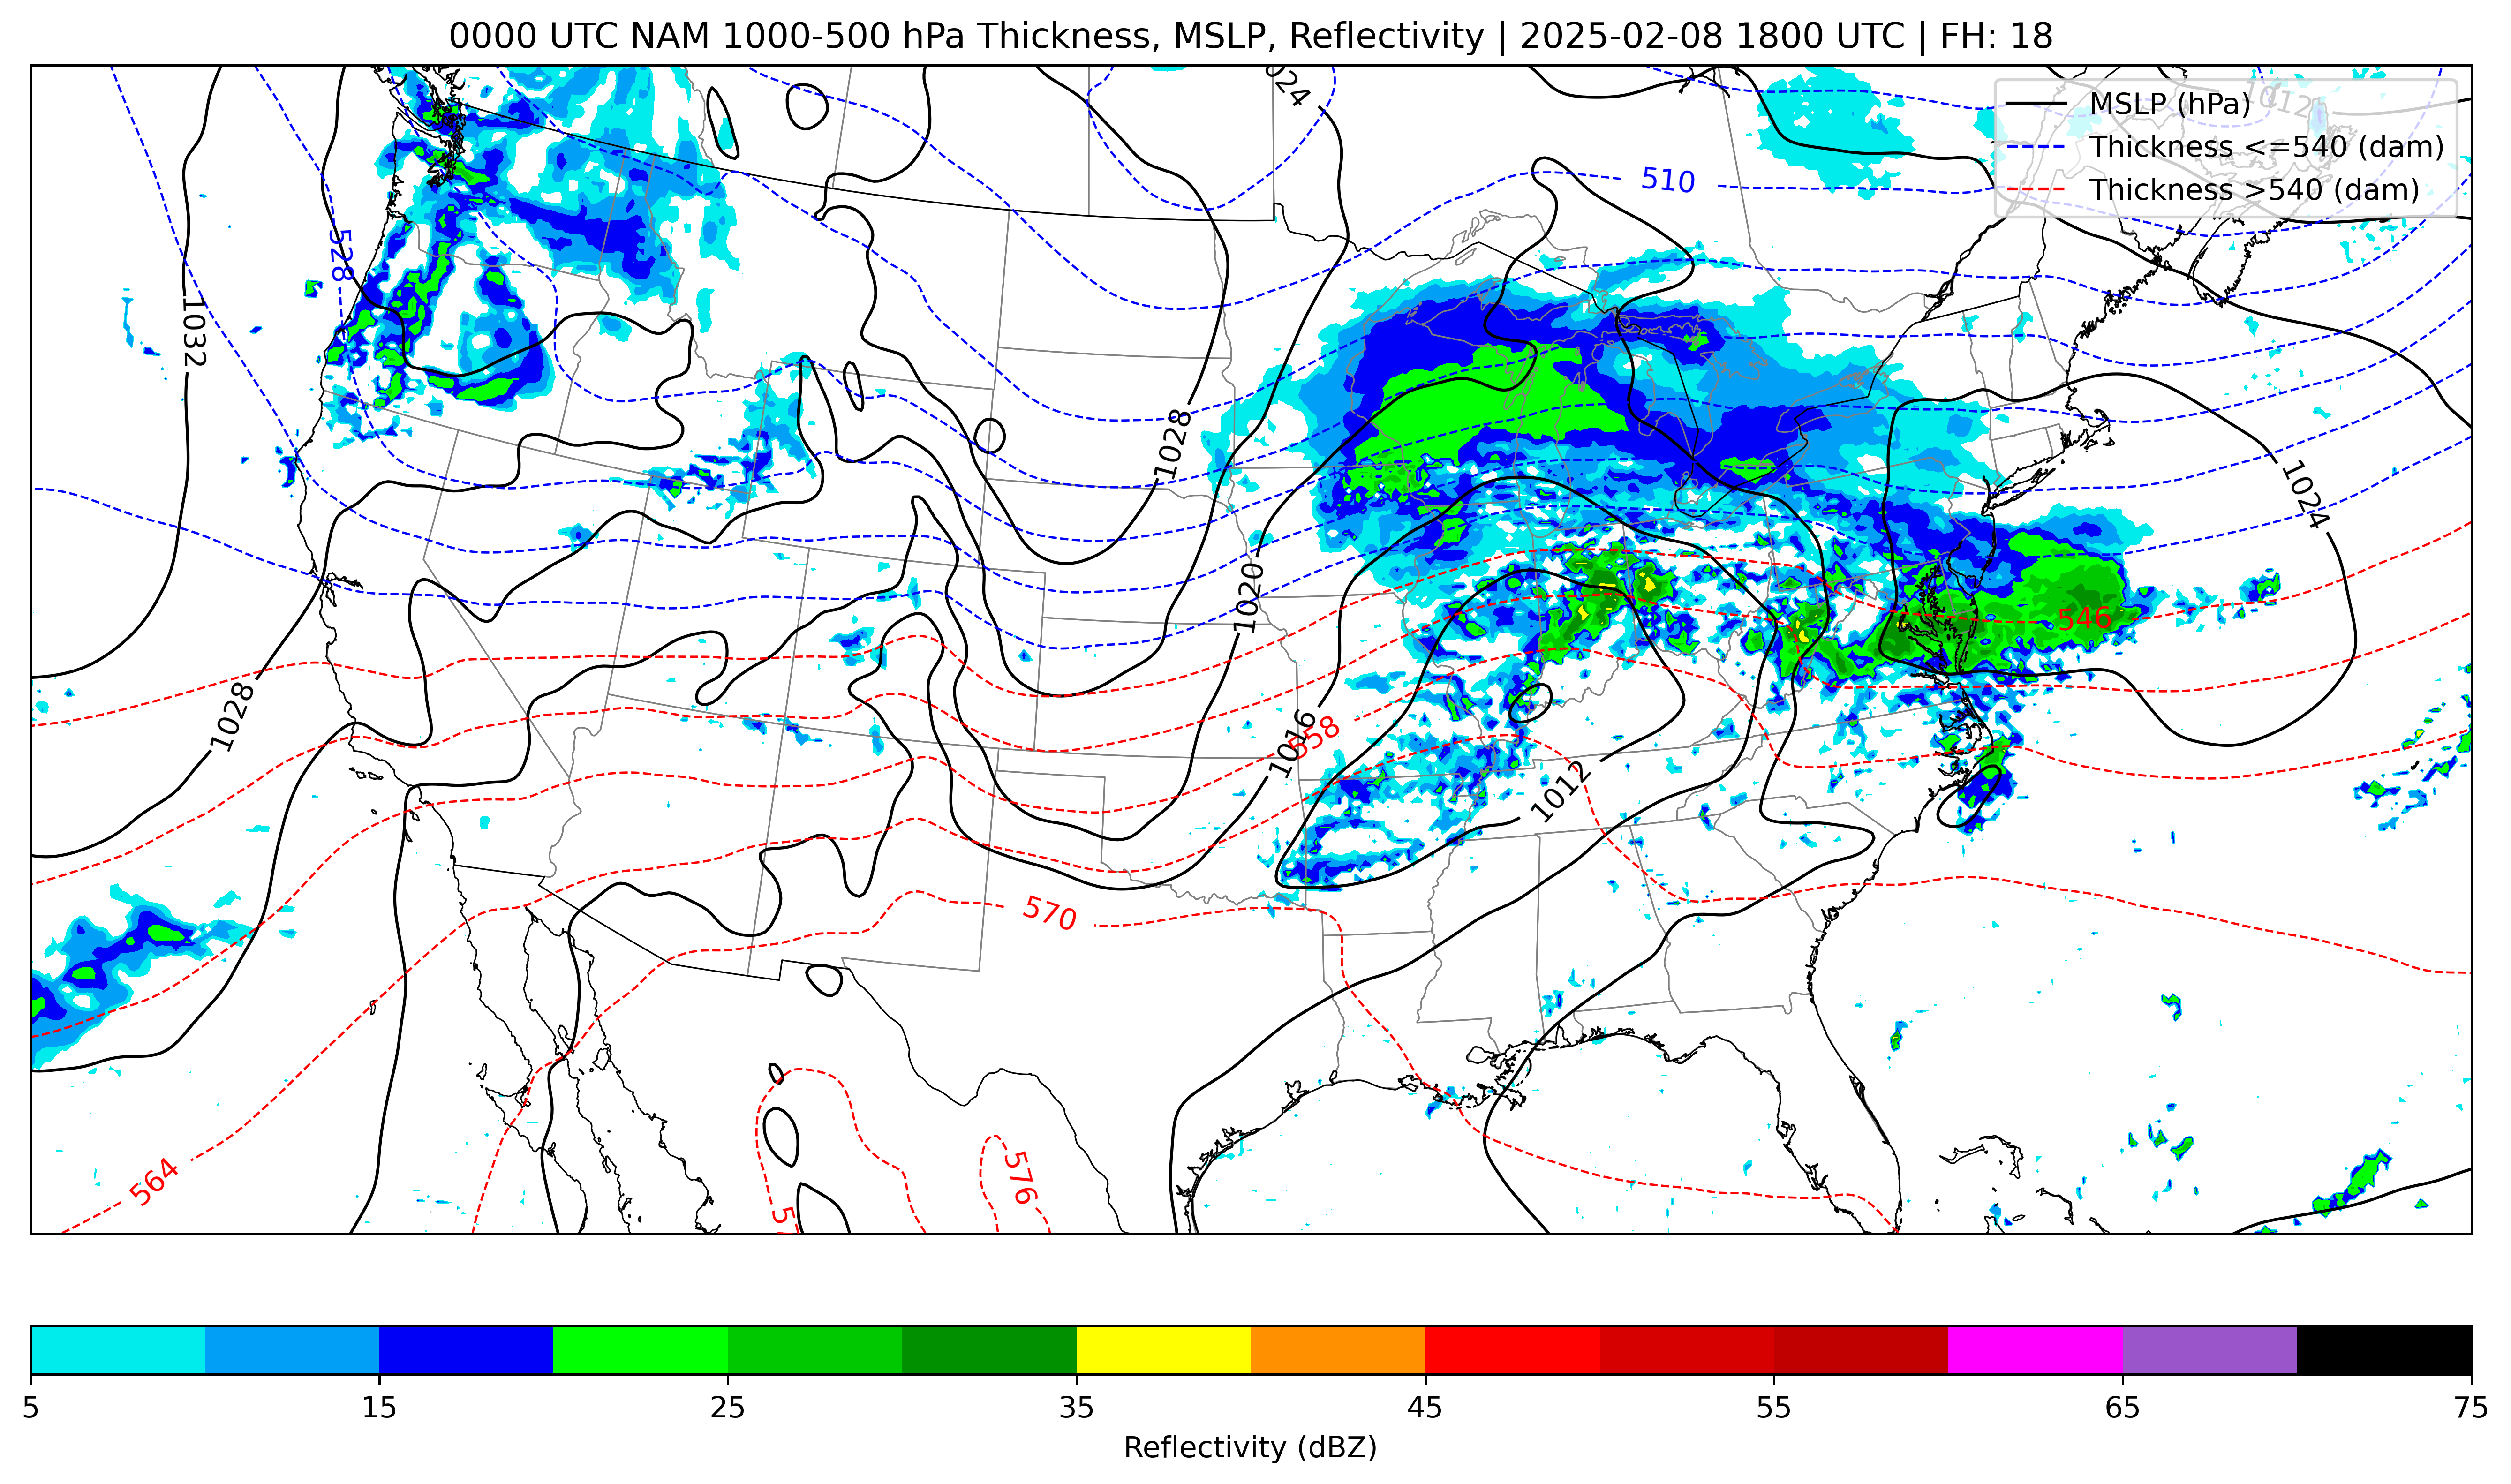 0000 UTC NAM 1000-500 hPa Thickness, MSLP, Reflectivity | 2025-02-08 1800 UTC | FH: 18
1024
1012
MSLP (hPa)
Thickness <=540 (dam)
Thickness >540 (dam)
510
528
1032
1028
1024
1020
546
1028
1016
558
1012
570
564
576
5 15 25 35 45 55 65 75
Reflectivity (dBZ)